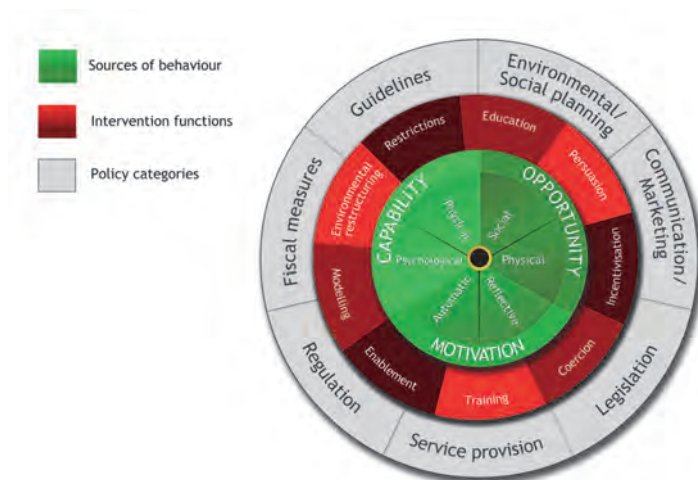 Sources of behaviour
Intervention functions
Policy categories
Guidelines
Environmental/
Social planning
Communication/
Marketing
Legislation
Service provision
Regulation
Fiscal measures
Restrictions
Education
Persuasion
Incentivisation
Coercion
Training
Enablement
Modelling
Environmental
restructuring
CAPABILITY
OPPORTUNITY
MOTIVATION
Physical
Social
Psychological
Physical
Automatic
Reflective